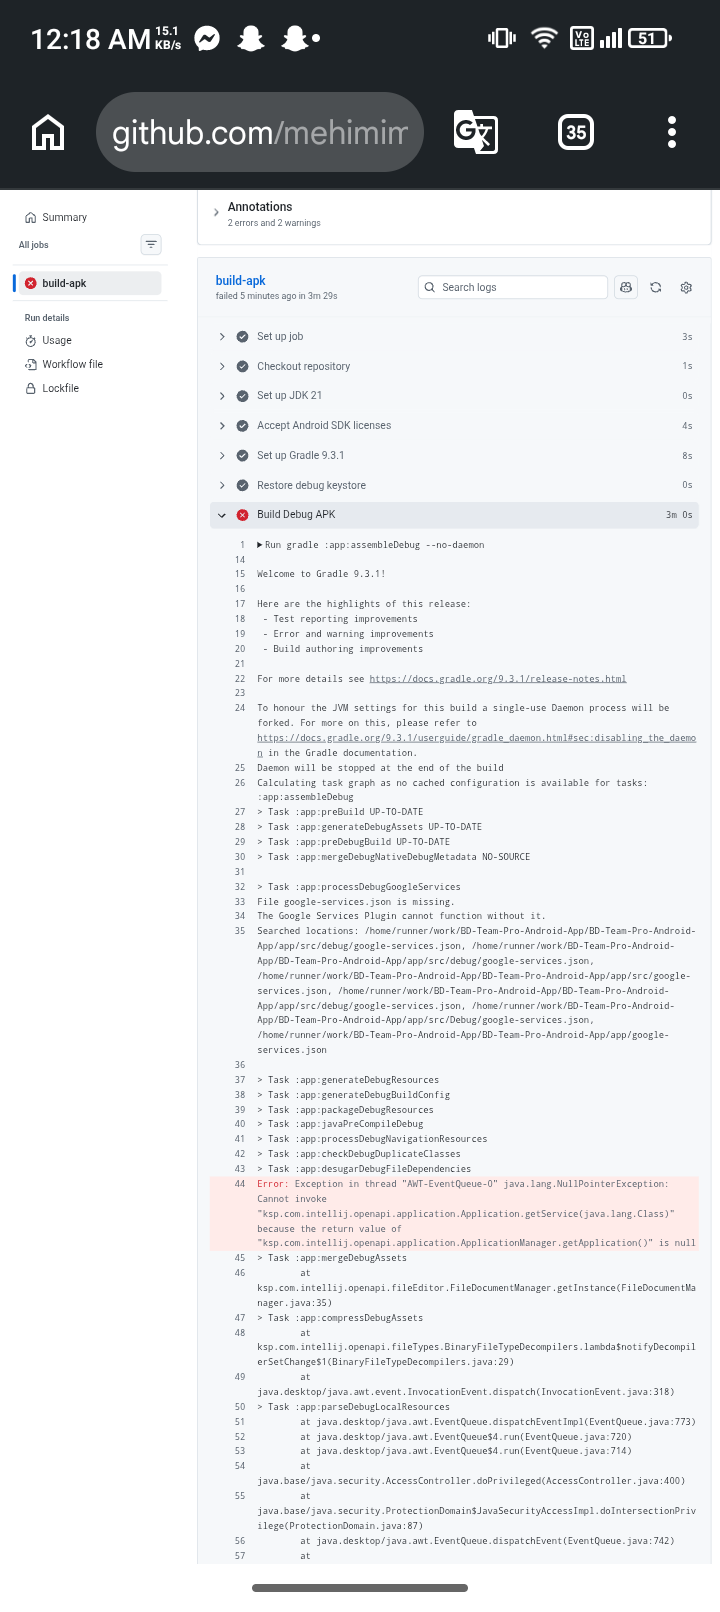 12:18 AM 15.1 KB/s
Vo LTE 51
github.com/mehimim
35
Summary
All jobs
build-apk
Run details
Usage
Workflow file
Lockfile
Annotations
2 errors and 2 warnings
build-apk
failed 5 minutes ago in 3m 29s
Search logs
Set up job 3s
Checkout repository 1s
Set up JDK 21 0s
Accept Android SDK licenses 4s
Set up Gradle 9.3.1 8s
Restore debug keystore 0s
Build Debug APK 3m 0s
1 Run gradle :app:assembleDebug --no-daemon
14
15 Welcome to Gradle 9.3.1!
16
17 Here are the highlights of this release:
18 - Test reporting improvements
19 - Error and warning improvements
20 - Build authoring improvements
21
22 For more details see https://docs.gradle.org/9.3.1/release-notes.html
23
24 To honour the JVM settings for this build a single-use Daemon process will be
forked. For more on this, please refer to
https://docs.gradle.org/9.3.1/userguide/gradle_daemon.html#sec:disabling_the_daemo
n in the Gradle documentation.
25 Daemon will be stopped at the end of the build
26 Calculating task graph as no cached configuration is available for tasks:
:app:assembleDebug
27 > Task :app:preBuild UP-TO-DATE
28 > Task :app:generateDebugAssets UP-TO-DATE
29 > Task :app:preDebugBuild UP-TO-DATE
30 > Task :app:mergeDebugNativeDebugMetadata NO-SOURCE
31
32 > Task :app:processDebugGoogleServices
33 File google-services.json is missing.
34 The Google Services Plugin cannot function without it.
35 Searched locations: /home/runner/work/BD-Team-Pro-Android-App/BD-Team-Pro-Android-
App/app/src/debug/google-services.json, /home/runner/work/BD-Team-Pro-Android-
App/BD-Team-Pro-Android-App/app/src/debug/google-services.json,
/home/runner/work/BD-Team-Pro-Android-App/BD-Team-Pro-Android-App/app/src/google-
services.json, /home/runner/work/BD-Team-Pro-Android-App/BD-Team-Pro-Android-
App/app/src/debug/google-services.json, /home/runner/work/BD-Team-Pro-Android-
App/BD-Team-Pro-Android-App/app/src/Debug/google-services.json,
/home/runner/work/BD-Team-Pro-Android-App/BD-Team-Pro-Android-App/app/google-
services.json
36
37 > Task :app:generateDebugResources
38 > Task :app:generateDebugBuildConfig
39 > Task :app:packageDebugResources
40 > Task :app:javaPreCompileDebug
41 > Task :app:processDebugNavigationResources
42 > Task :app:checkDebugDuplicateClasses
43 > Task :app:desugarDebugFileDependencies
44 Error: Exception in thread "AWT-EventQueue-0" java.lang.NullPointerException:
Cannot invoke
"ksp.com.intellij.openapi.application.Application.getService(java.lang.Class)"
because the return value of
"ksp.com.intellij.openapi.application.ApplicationManager.getApplication()" is null
45 > Task :app:mergeDebugAssets
46 at
ksp.com.intellij.openapi.fileEditor.FileDocumentManager.getInstance(FileDocumentMa
nager.java:35)
47 > Task :app:compressDebugAssets
48 at
ksp.com.intellij.openapi.fileTypes.BinaryFileTypeDecompilers.lambda$notifyDecompil
erSetChange$1(BinaryFileTypeDecompilers.java:29)
49 at
java.desktop/java.awt.event.InvocationEvent.dispatch(InvocationEvent.java:318)
50 > Task :app:parseDebugLocalResources
51 at java.desktop/java.awt.EventQueue.dispatchEventImpl(EventQueue.java:773)
52 at java.desktop/java.awt.EventQueue$4.run(EventQueue.java:720)
53 at java.desktop/java.awt.EventQueue$4.run(EventQueue.java:714)
54 at
java.base/java.security.AccessController.doPrivileged(AccessController.java:400)
55 at
java.base/java.security.ProtectionDomain$JavaSecurityAccessImpl.doIntersectionPriv
ilege(ProtectionDomain.java:87)
56 at java.desktop/java.awt.EventQueue.dispatchEvent(EventQueue.java:742)
57 at